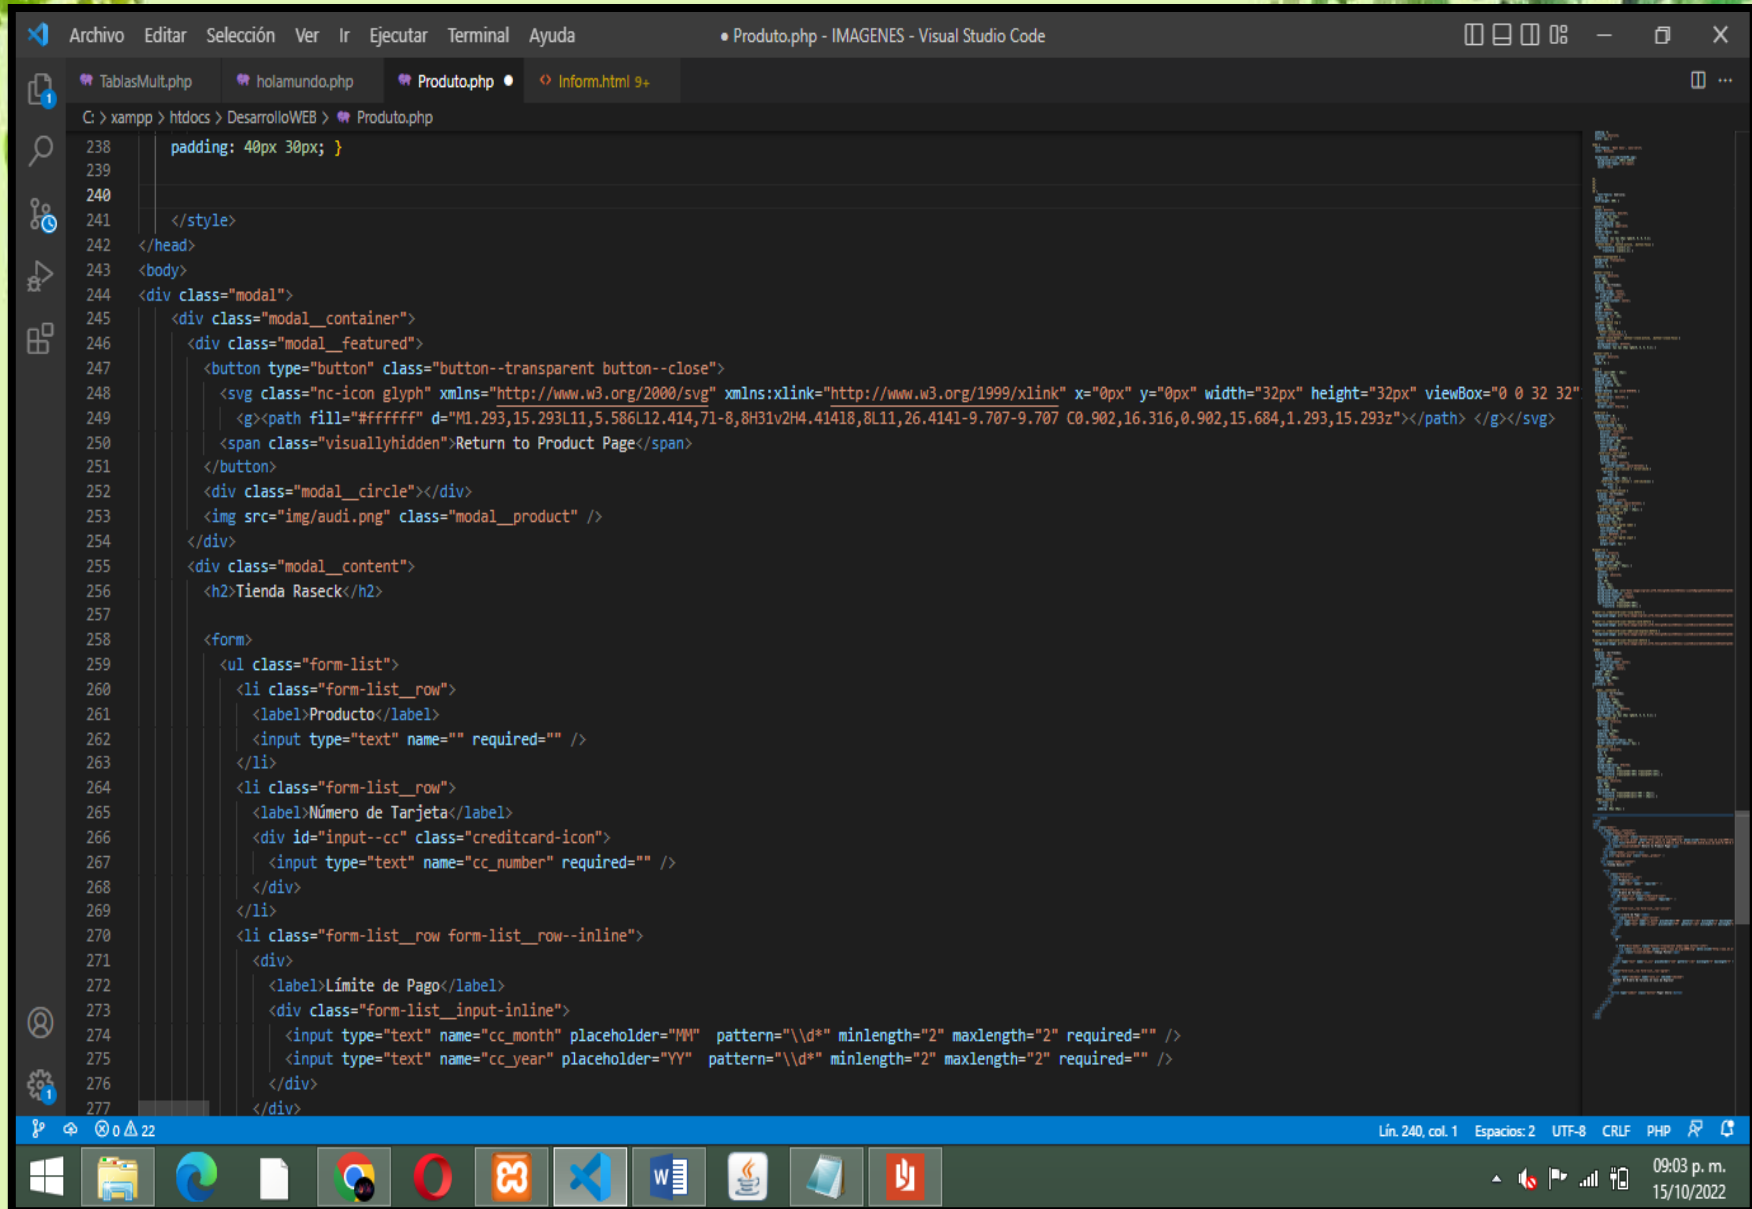 Archivo Editar Selección Ver Ir Ejecutar Terminal Ayuda ● Produto.php - IMAGENES - Visual Studio Code
TablasMult.php holamundo.php Produto.php ● Inform.html 9+
C: > xampp > htdocs > DesarrolloWEB > Produto.php
238 padding: 40px 30px; }
239
240
241 </style>
242 </head>
243 <body>
244 <div class="modal">
245 <div class="modal__container">
246 <div class="modal__featured">
247 <button type="button" class="button--transparent button--close">
248 <svg class="nc-icon glyph" xmlns="http://www.w3.org/2000/svg" xmlns:xlink="http://www.w3.org/1999/xlink" x="0px" y="0px" width="32px" height="32px" viewBox="0 0 32 32"
249 <g><path fill="#ffffff" d="M1.293,15.293L11,5.586L12.414,7l-8,8H31v2H4.414l8,8L11,26.414l-9.707-9.707 C0.902,16.316,0.902,15.684,1.293,15.293z"></path> </g></svg>
250 <span class="visuallyhidden">Return to Product Page</span>
251 </button>
252 <div class="modal__circle"></div>
253 <img src="img/audi.png" class="modal__product" />
254 </div>
255 <div class="modal__content">
256 <h2>Tienda Raseck</h2>
257
258 <form>
259 <ul class="form-list">
260 <li class="form-list__row">
261 <label>Producto</label>
262 <input type="text" name="" required="" />
263 </li>
264 <li class="form-list__row">
265 <label>Número de Tarjeta</label>
266 <div id="input--cc" class="creditcard-icon">
267 <input type="text" name="cc_number" required="" />
268 </div>
269 </li>
270 <li class="form-list__row form-list__row--inline">
271 <div>
272 <label>Límite de Pago</label>
273 <div class="form-list__input-inline">
274 <input type="text" name="cc_month" placeholder="MM" pattern="\\d*" minlength="2" maxlength="2" required="" />
275 <input type="text" name="cc_year" placeholder="YY" pattern="\\d*" minlength="2" maxlength="2" required="" />
276 </div>
277 </div>
0 22 Lín. 240, col. 1 Espacios: 2 UTF-8 CRLF PHP
09:03 p. m.
15/10/2022